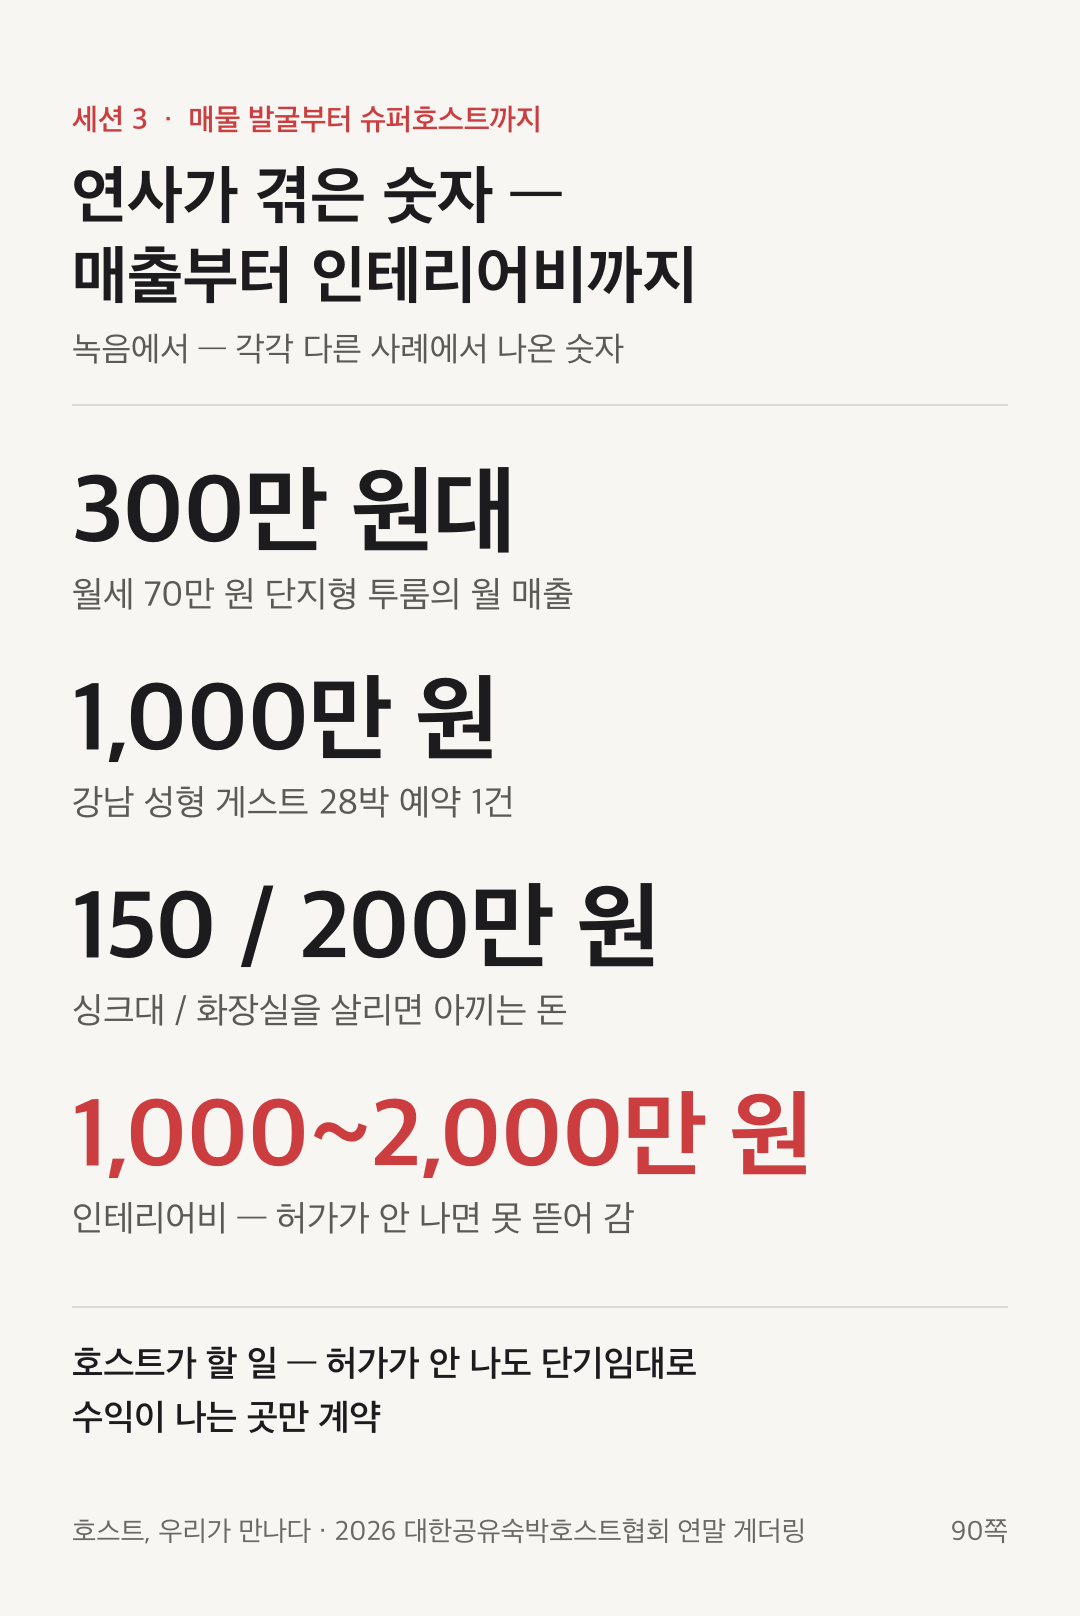 세션 3 · 매물 발굴부터 슈퍼호스트까지
연사가 겪은 숫자 —
매출부터 인테리어비까지
녹음에서 — 각각 다른 사례에서 나온 숫자
300만 원대
월세 70만 원 단지형 투룸의 월 매출
1,000만 원
강남 성형 게스트 28박 예약 1건
150 / 200만 원
싱크대 / 화장실을 살리면 아끼는 돈
1,000~2,000만 원
인테리어비 — 허가가 안 나면 못 뜯어 감
호스트가 할 일 — 허가가 안 나도 단기임대로
수익이 나는 곳만 계약
호스트, 우리가 만나다 · 2026 대한공유숙박호스트협회 연말 게더링 90쪽